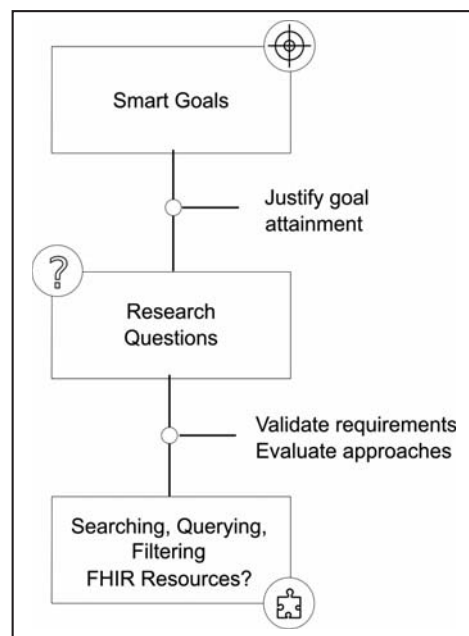 Smart Goals
Justify goal
attainment
?
Research
Questions
Validate requirements
Evaluate approaches
Searching, Querying,
Filtering
FHIR Resources?